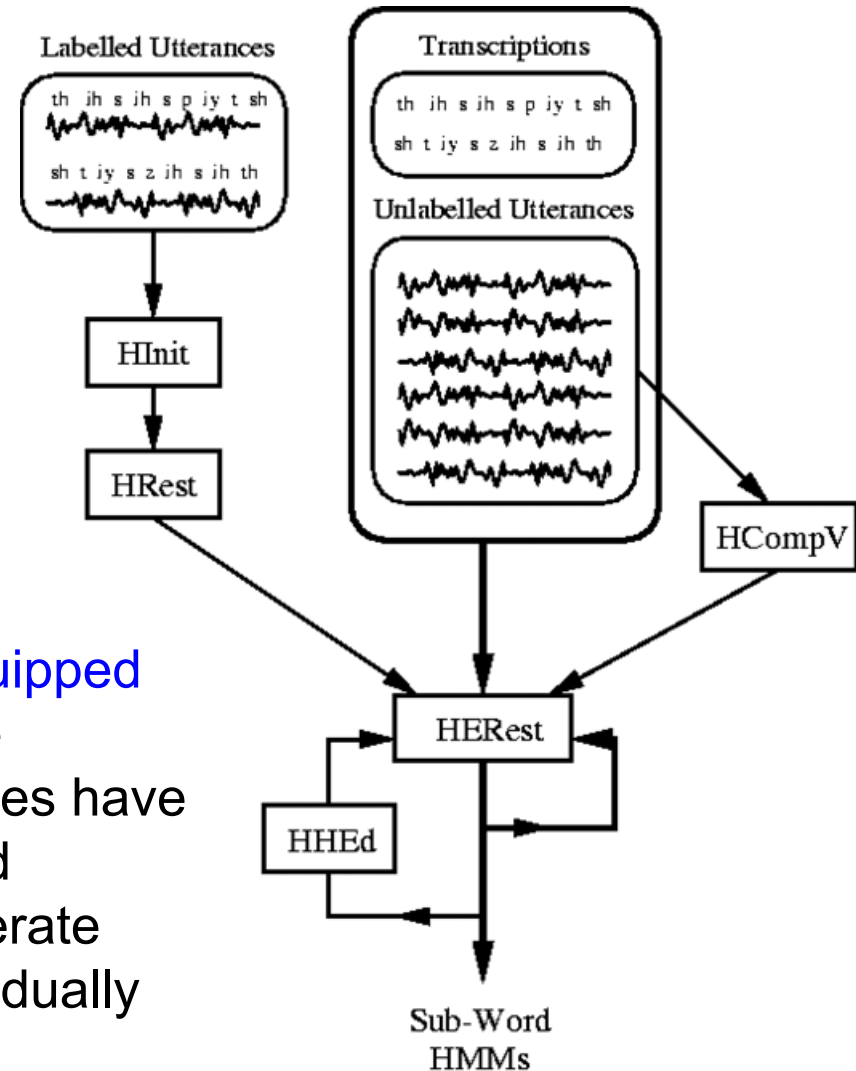 Labelled Utterances
th ih s ih s p iy t sh
sh t iy s z ih s ih th
HInit
HRest
Transcriptions
th ih s ih s p iy t sh
sh t iy s z ih s ih th
Unlabelled Utterances
HCompV
HERest
HHEd
Sub-Word
HMMs
uipped
es have
erate
dually